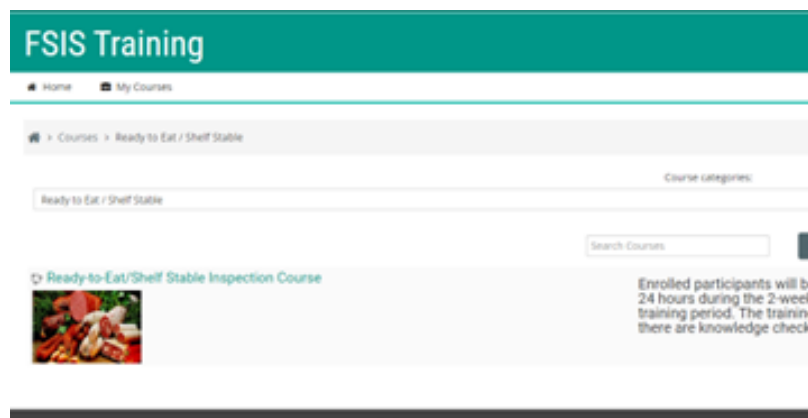 FSIS Training
Home My Courses
> Courses > Ready to Eat / Shelf Stable
Course categories:
Ready to Eat / Shelf Stable
Search Courses
Ready-to-Eat/Shelf Stable Inspection Course
Enrolled participants will b
24 hours during the 2-week
training period. The training
there are knowledge check